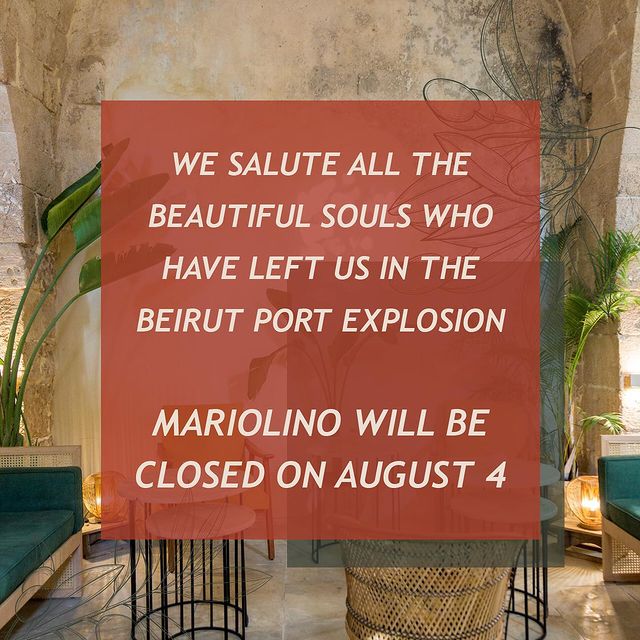 WE SALUTE ALL THE
BEAUTIFUL SOULS WHO
HAVE LEFT US IN THE
BEIRUT PORT EXPLOSION
MARIOLINO WILL BE
CLOSED ON AUGUST 4